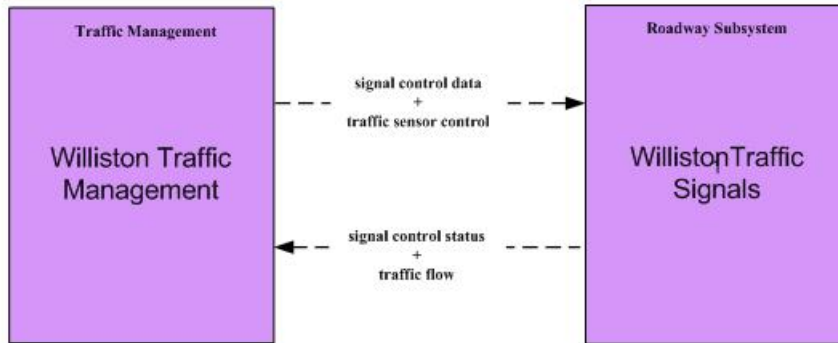 Traffic Management
Williston Traffic
Management
signal control data
+
traffic sensor control
signal control status
+
traffic flow
Roadway Subsystem
WillistonTraffic
Signals